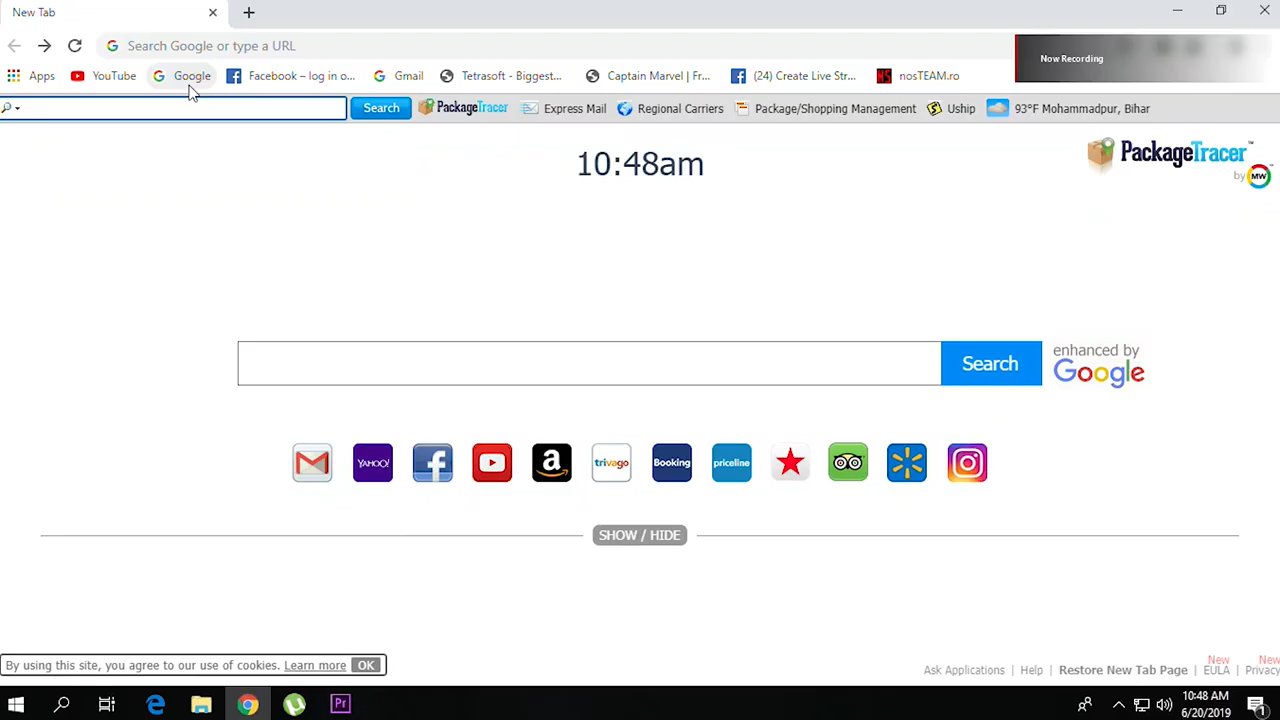 New Tab
Search Google or type a URL
Now Recording
Apps YouTube Google Facebook – log in o... Gmail Tetrasoft - Biggest... Captain Marvel | Fr... (24) Create Live Str... nosTEAM.ro
Search PackageTracer Express Mail Regional Carriers Package/Shopping Management Uship 93°F Mohammadpur, Bihar
10:48am
PackageTracer™
by MW
Search
enhanced by
Google
YAHOO! f a trivago Booking priceline
SHOW / HIDE
By using this site, you agree to our use of cookies. Learn more OK
New New
Ask Applications | Help | Restore New Tab Page | EULA | Privacy
Pr
10:48 AM
6/20/2019
1